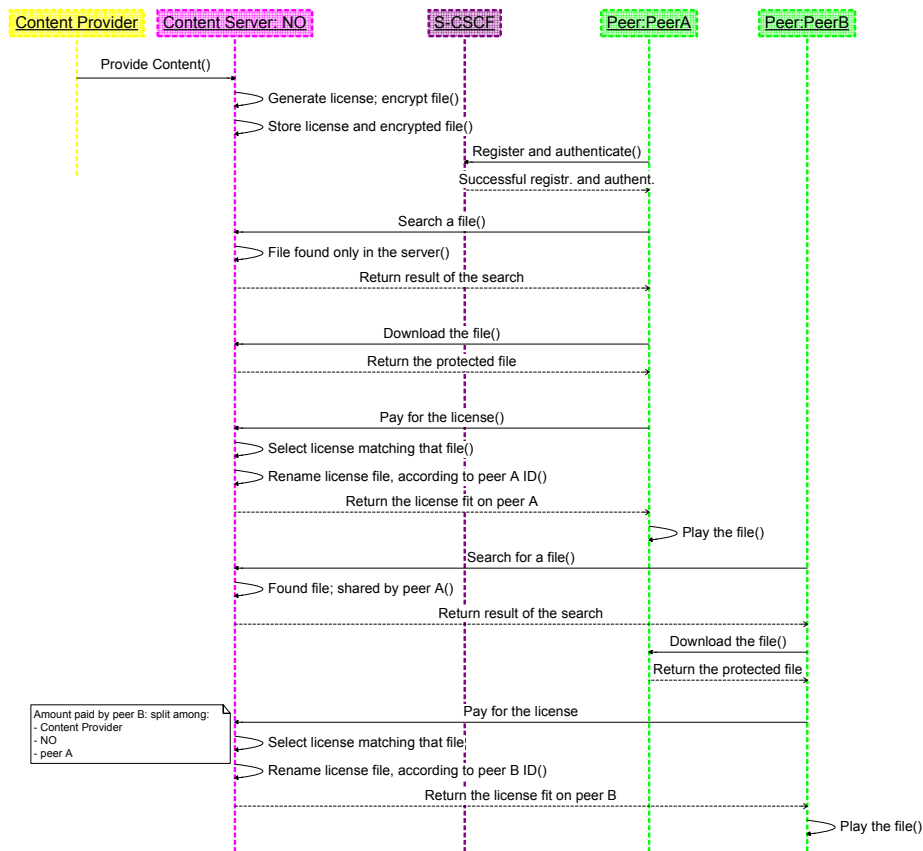 Content Provider
Content Server: NO
S-CSCF
Peer:PeerA
Peer:PeerB
Provide Content()
Generate license; encrypt file()
Store license and encrypted file()
Register and authenticate()
Successful registr. and authent.
Search a file()
File found only in the server()
Return result of the search
Download the file()
Return the protected file
Pay for the license()
Select license matching that file()
Rename license file, according to peer A ID()
Return the license fit on peer A
Play the file()
Search for a file()
Found file; shared by peer A()
Return result of the search
Download the file()
Return the protected file
Amount paid by peer B: split among:
- Content Provider
- NO
- peer A
Pay for the license
Select license matching that file
Rename license file, according to peer B ID()
Return the license fit on peer B
Play the file()